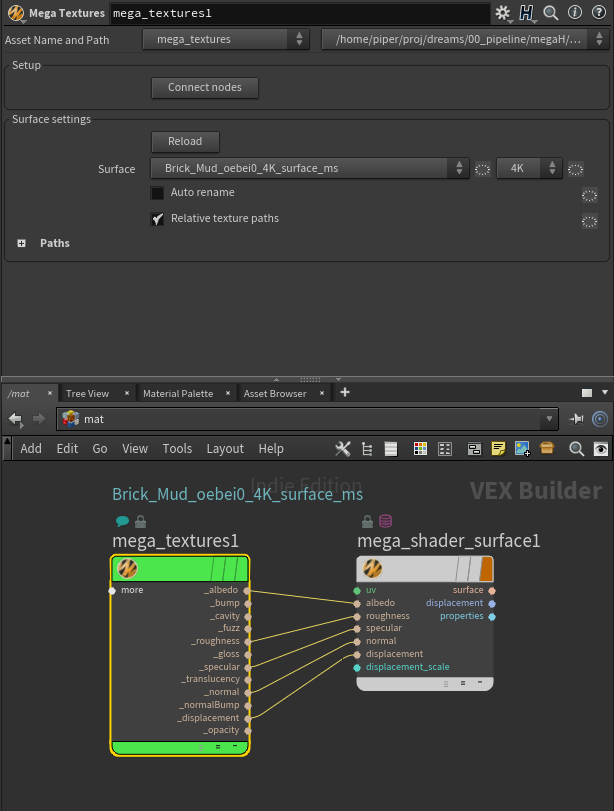 Mega Textures mega_textures1
Asset Name and Path mega_textures /home/piper/proj/dreams/00_pipeline/megaH/...
Setup
Connect nodes
Surface settings
Reload
Surface Brick_Mud_oebei0_4K_surface_ms 4K
Auto rename
Relative texture paths
Paths
/mat × Tree View × Material Palette × Asset Browser × +
mat
Add Edit Go View Tools Layout Help
Indie Edition
VEX Builder
Brick_Mud_oebei0_4K_surface_ms
mega_textures1
more
_albedo
_bump
_cavity
_fuzz
_roughness
_gloss
_specular
_translucency
_normal
_normalBump
_displacement
_opacity
mega_shader_surface1
uv surface
albedo displacement
roughness properties
specular
normal
displacement
displacement_scale